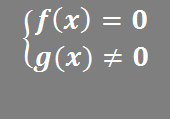 f(x) = 0
g(x) ≠ 0